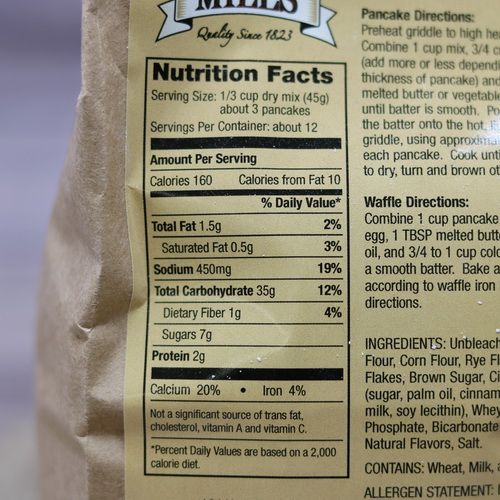 MILLS
Quality Since 1823
Nutrition Facts
Serving Size: 1/3 cup dry mix (45g)
about 3 pancakes
Servings Per Container: about 12
Amount Per Serving
Calories 160 Calories from Fat 10
% Daily Value*
Total Fat 1.5g 2%
Saturated Fat 0.5g 3%
Sodium 450mg 19%
Total Carbohydrate 35g 12%
Dietary Fiber 1g 4%
Sugars 7g
Protein 2g
Calcium 20% • Iron 4%
Not a significant source of trans fat,
cholesterol, vitamin A and vitamin C.
*Percent Daily Values are based on a 2,000
calorie diet.
Pancake Directions:
Preheat griddle to high
Combine 1 cup mix, 3/4
(add more or less
thickness of pancake) and
melted butter or vegetable
until batter is smooth.
the batter onto the hot,
griddle, using
each pancake. Cook
to dry, turn and brown
Waffle Directions:
Combine 1 cup pancake
egg, 1 TBSP melted
oil, and 3/4 to 1 cup
a smooth batter. Bake
according to waffle iron
directions.
INGREDIENTS:
Flour, Corn Flour, Rye
Flakes, Brown Sugar,
(sugar, palm oil,
milk, soy lecithin),
Phosphate, Bicarbonate
Natural Flavors, Salt.
CONTAINS: Wheat, Milk,
ALLERGEN STATEMENT: